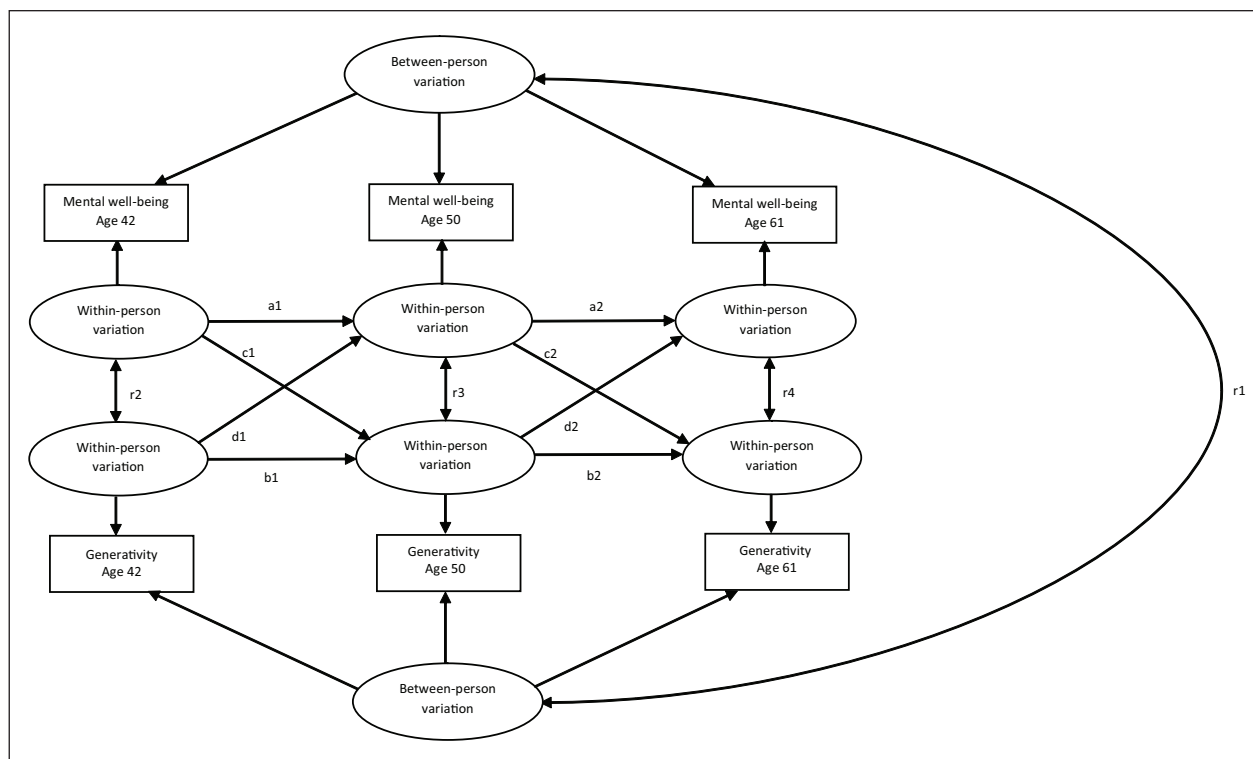 Between-person
variation
Mental well-being
Age 42
Mental well-being
Age 50
Mental well-being
Age 61
Within-person
variation
a1
Within-person
variation
a2
Within-person
variation
c1
c2
r2
r3
r4
r1
Within-person
variation
d1
b1
Within-person
variation
d2
b2
Within-person
variation
Generativity
Age 42
Generativity
Age 50
Generativity
Age 61
Between-person
variation